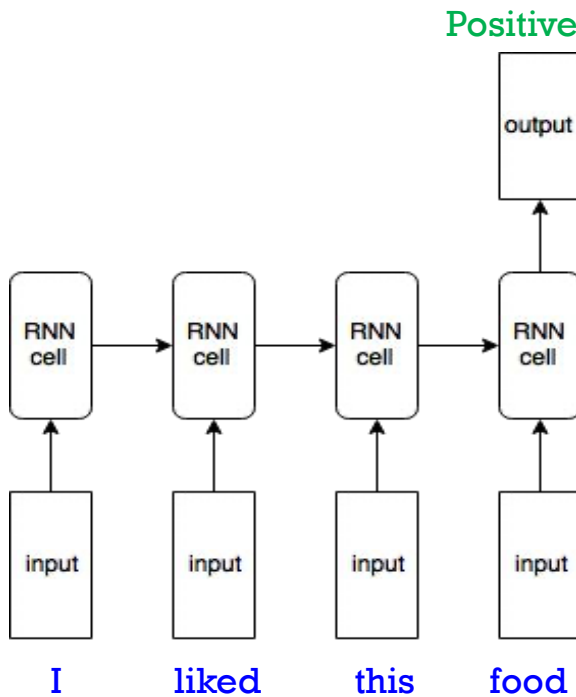 Positive
output
RNN
cell
RNN
cell
RNN
cell
RNN
cell
input
input
input
input
I liked this food